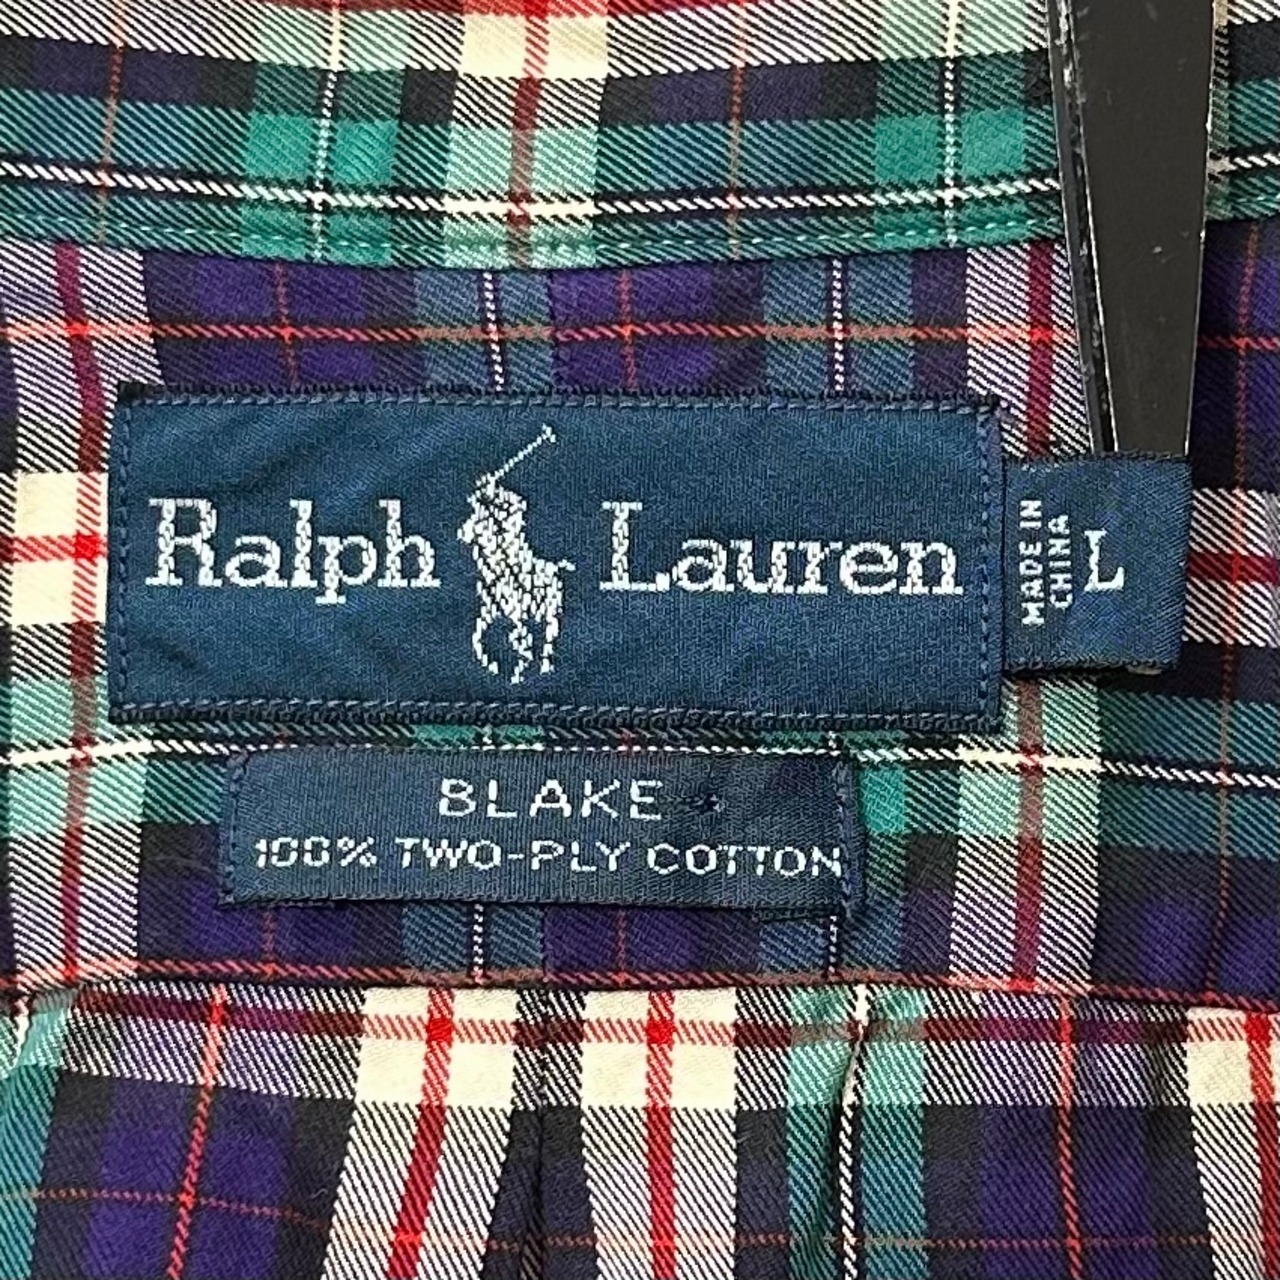 Ralph Lauren
MADE IN
CHINA
L
BLAKE
100% TWO-PLY COTTON